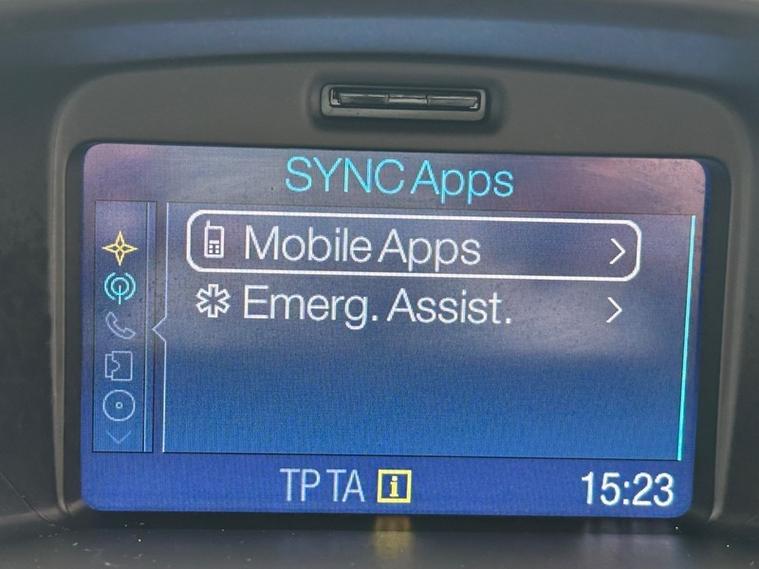 SYNC Apps
Mobile Apps
Emerg. Assist.
TP TA i 15:23